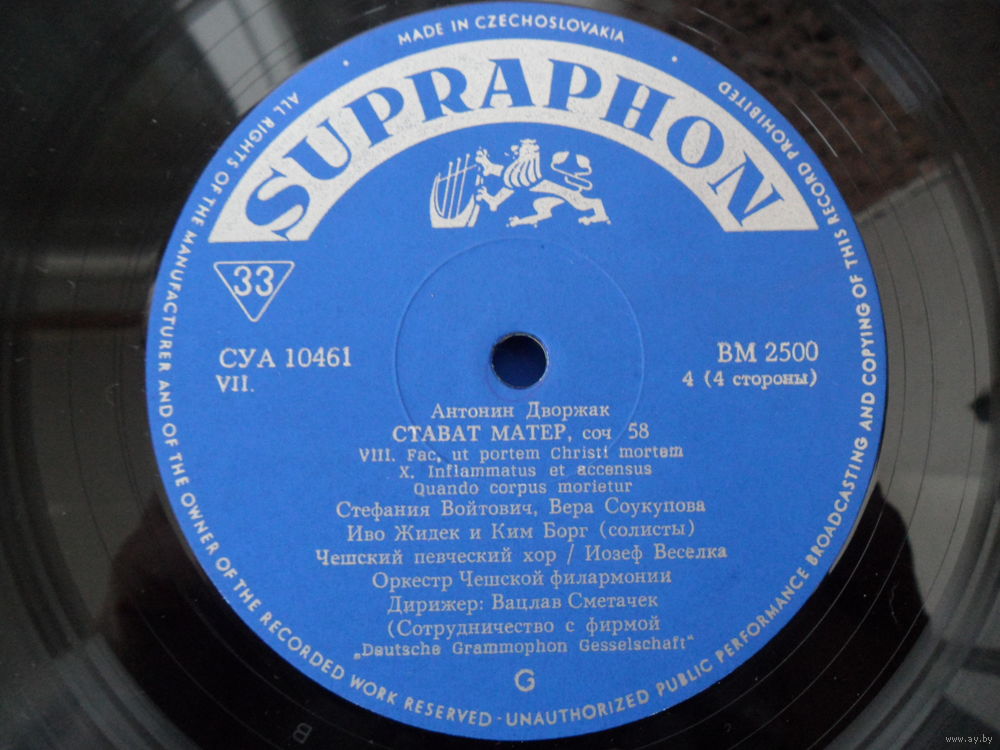 MADE IN CZECHOSLOVAKIA
ALL RIGHTS OF THE MANUFACTURER AND OF THE OWNER OF THE RECORDED WORK RESERVED · UNAUTHORIZED PUBLIC PERFORMANCE BROADCASTING AND COPYING OF THIS RECORD PROHIBITED
SUPRAPHON
33
СУА 10461
VII.
ВМ 2500
4 (4 стороны)
Антонин Дворжак
СТАВАТ МАТЕР, соч 58
VIII. Fac, ut portem Christi mortem
X. Inflammatus et accensus
Quando corpus morietur
Стефания Войтович, Вера Соукупова
Иво Жидек и Ким Борг (солисты)
Чешский певческий хор / Иозеф Веселка
Оркестр Чешской филармонии
Дирижер: Вацлав Сметачек
(Сотрудничество с фирмой
„Deutsche Grammophon Gesselschaft“
G
B
www.ay.by